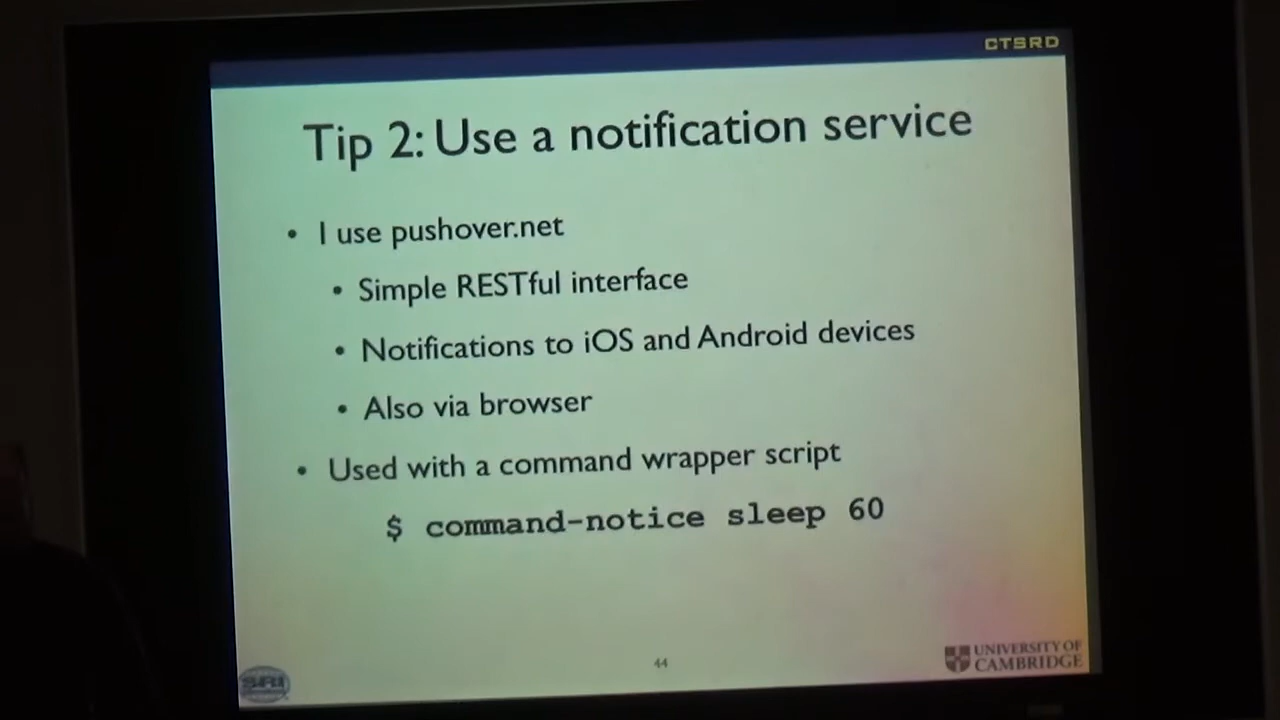 CTSRD
Tip 2: Use a notification service
• I use pushover.net
• Simple RESTful interface
• Notifications to iOS and Android devices
• Also via browser
• Used with a command wrapper script
$ command-notice sleep 60
SRI
44
UNIVERSITY OF
CAMBRIDGE